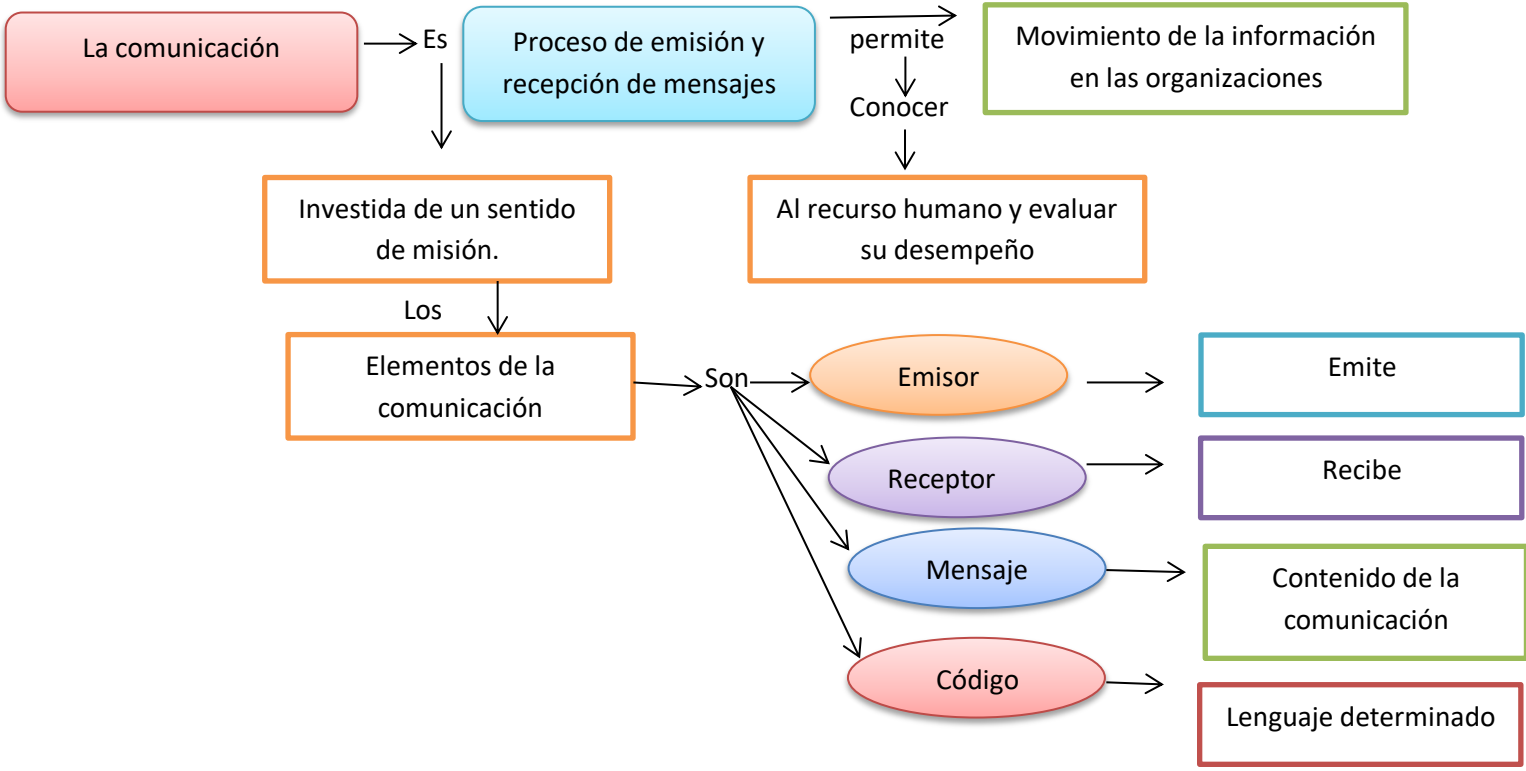 La comunicación
Es
Proceso de emisión y
recepción de mensajes
permite
Movimiento de la información
en las organizaciones
Conocer
Investida de un sentido
de misión.
Al recurso humano y evaluar
su desempeño
Los
Elementos de la
comunicación
Son
Emisor
Emite
Receptor
Recibe
Mensaje
Contenido de la
comunicación
Código
Lenguaje determinado